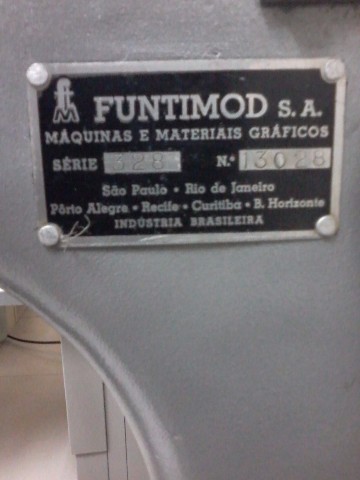 FUNTIMOD S. A.
MÁQUINAS E MATERIAIS GRÁFICOS
SÉRIE 328 N.º 13028
São Paulo • Rio de Janeiro
Pôrto Alegre • Recife • Curitiba • B. Horizonte
INDÚSTRIA BRASILEIRA